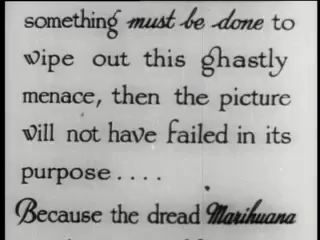 something must be done to
wipe out this ghastly
menace, then the picture
will not have failed in its
purpose....
Because the dread Marihuana